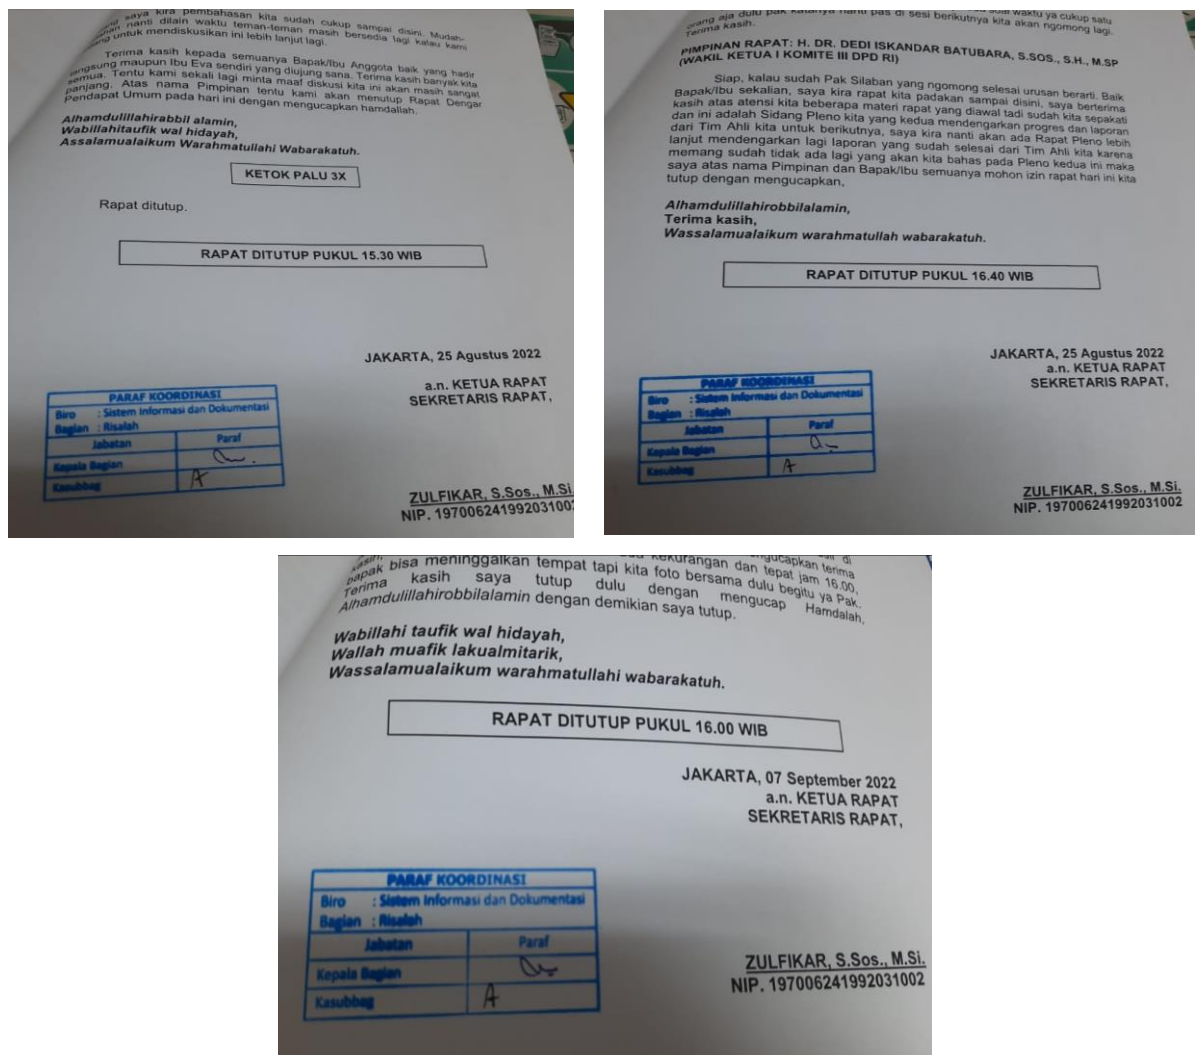 saya kira pembahasan kita sudah cukup sampai disini. Mudah-
nanti dilain waktu teman-teman masih bersedia lagi kalau kami
untuk mendiskusikan ini lebih lanjut lagi.
Terima kasih kepada semuanya Bapak/Ibu Anggota baik yang hadir
langsung maupun Ibu Eva sendiri yang diujung sana. Terima kasih banyak kita
semua. Tentu kami sekali lagi minta maaf diskusi kita ini akan masih sangat
panjang. Atas nama Pimpinan tentu kami akan menutup Rapat Dengar
Pendapat Umum pada hari ini dengan mengucapkan hamdallah.
Alhamdulillahirabbil alamin,
Wabillahitaufik wal hidayah,
Assalamualaikum Warahmatullahi Wabarakatuh.
KETOK PALU 3X
Rapat ditutup.
RAPAT DITUTUP PUKUL 15.30 WIB
JAKARTA, 25 Agustus 2022
a.n. KETUA RAPAT
SEKRETARIS RAPAT,
PARAF KOORDINASI
Biro : Sistem Informasi dan Dokumentasi
Bagian : Risalah
Jabatan Paraf
Kepala Bagian
Kasubbag A
ZULFIKAR, S.Sos., M.Si.
NIP. 197006241992031002
orang aja dulu pak katanya nanti pas di sesi berikutnya kita akan ngomong lagi.
Terima kasih.
PIMPINAN RAPAT: H. DR. DEDI ISKANDAR BATUBARA, S.SOS, S.H., M.SP
(WAKIL KETUA I KOMITE III DPD RI)
Siap, kalau sudah Pak Silaban yang ngomong selesai urusan berarti. Baik
Bapak/Ibu sekalian, saya kira rapat kita padakan sampai disini, saya berterima
kasih atas atensi kita beberapa materi rapat yang diawal tadi sudah kita sepakati
dan ini adalah Sidang Pleno kita yang kedua mendengarkan progres dan laporan
dari Tim Ahli kita untuk berikutnya, saya kira nanti akan ada Rapat Pleno lebih
lanjut mendengarkan lagi laporan yang sudah selesai dari Tim Ahli kita karena
memang sudah tidak ada lagi yang akan kita bahas pada Pleno kedua ini maka
saya atas nama Pimpinan dan Bapak/Ibu semuanya mohon izin rapat hari ini kita
tutup dengan mengucapkan,
Alhamdulillahirobbilalamin,
Terima kasih,
Wassalamualaikum warahmatullah wabarakatuh.
RAPAT DITUTUP PUKUL 16.40 WIB
JAKARTA, 25 Agustus 2022
a.n. KETUA RAPAT
SEKRETARIS RAPAT,
PARAF KOORDINASI
Biro : Sistem Informasi dan Dokumentasi
Bagian : Risalah
Jabatan Paraf
Kepala Bagian
Kasubbag A
ZULFIKAR, S.Sos., M.Si.
NIP. 197006241992031002
kekurangan dan tepat jam 16.00,
bapak bisa meninggalkan tempat tapi kita foto bersama dulu begitu ya Pak.
Terima kasih saya tutup dulu dengan mengucap Hamdalah,
Alhamdulillahirobbilalamin dengan demikian saya tutup.
Wabillahi taufik wal hidayah,
Wallah muafik lakualmitarik,
Wassalamualaikum warahmatullahi wabarakatuh.
RAPAT DITUTUP PUKUL 16.00 WIB
JAKARTA, 07 September 2022
a.n. KETUA RAPAT
SEKRETARIS RAPAT,
PARAF KOORDINASI
Biro : Sistem Informasi dan Dokumentasi
Bagian : Risalah
Jabatan Paraf
Kepala Bagian
Kasubbag A
ZULFIKAR, S.Sos., M.Si.
NIP. 197006241992031002